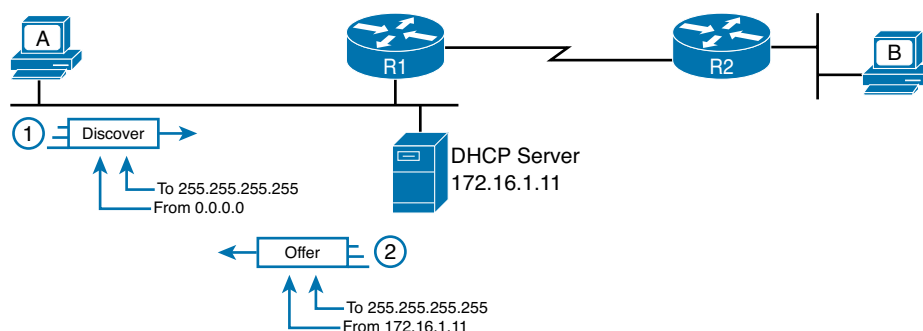 A
R1
R2
B
1
Discover
DHCP Server
172.16.1.11
To 255.255.255.255
From 0.0.0.0
Offer
2
To 255.255.255.255
From 172.16.1.11